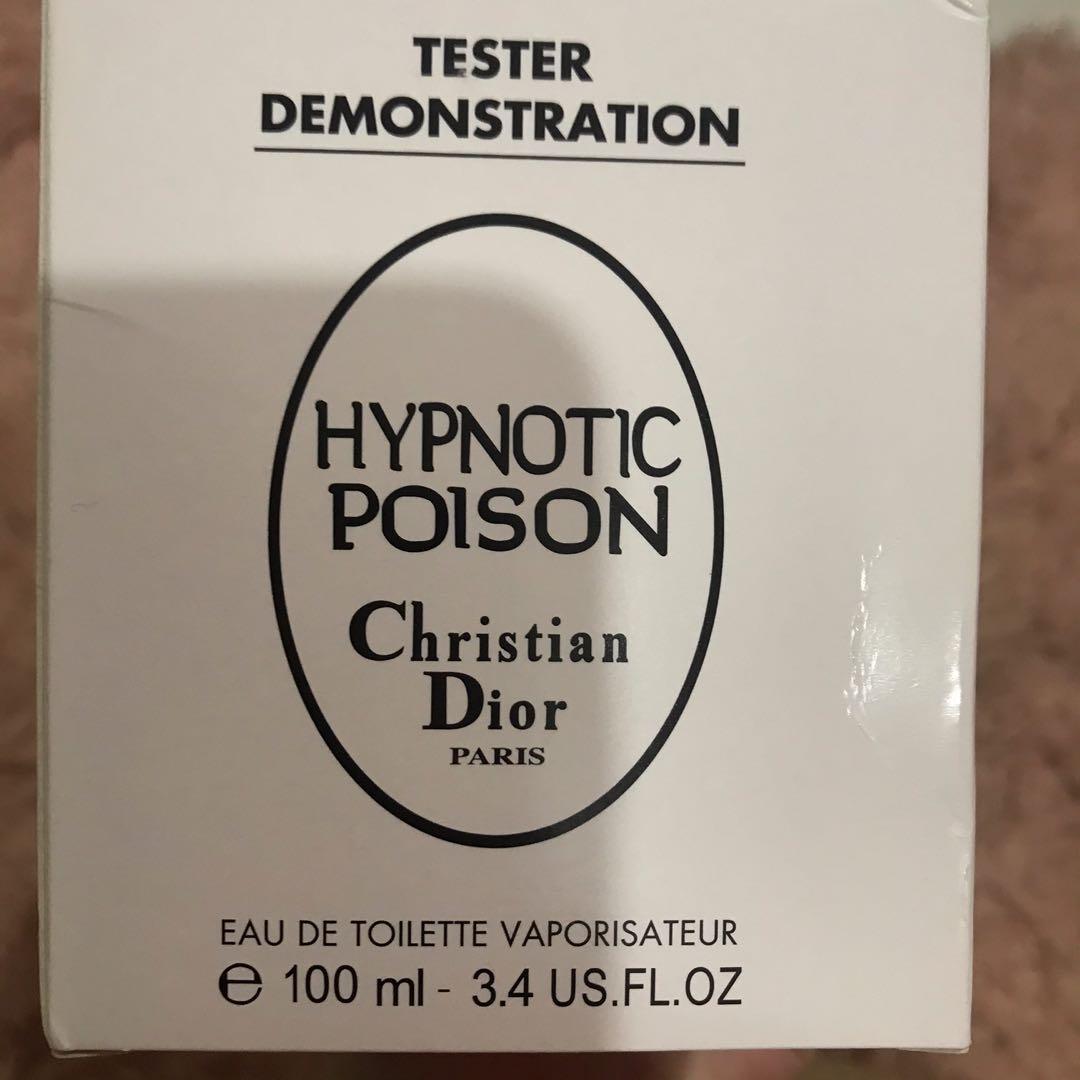 TESTER
DEMONSTRATION
HYPNOTIC
POISON
Christian
Dior
PARIS
EAU DE TOILETTE VAPORISATEUR
℮ 100 ml - 3.4 US.FL.OZ